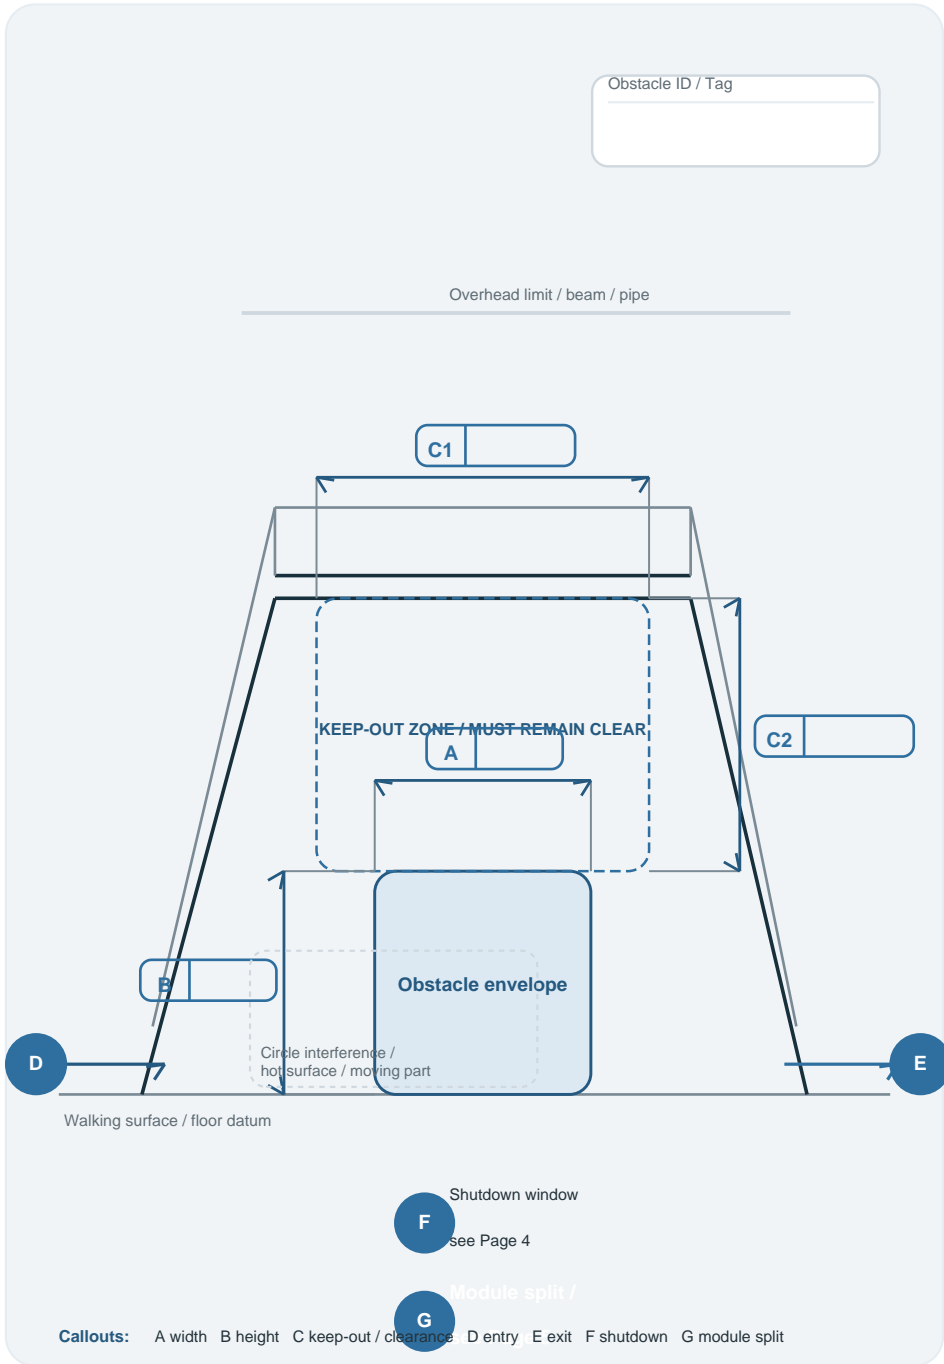 Obstacle ID / Tag
Overhead limit / beam / pipe
C1
KEEP-OUT ZONE / MUST REMAIN CLEAR
A
C2
Obstacle envelope
B
Circle interference /
hot surface / moving part
D
E
Walking surface / floor datum
Shutdown window
F
see Page 4
Module split /
G
Callouts: A width B height C keep-out / clearance D entry E exit F shutdown G module split